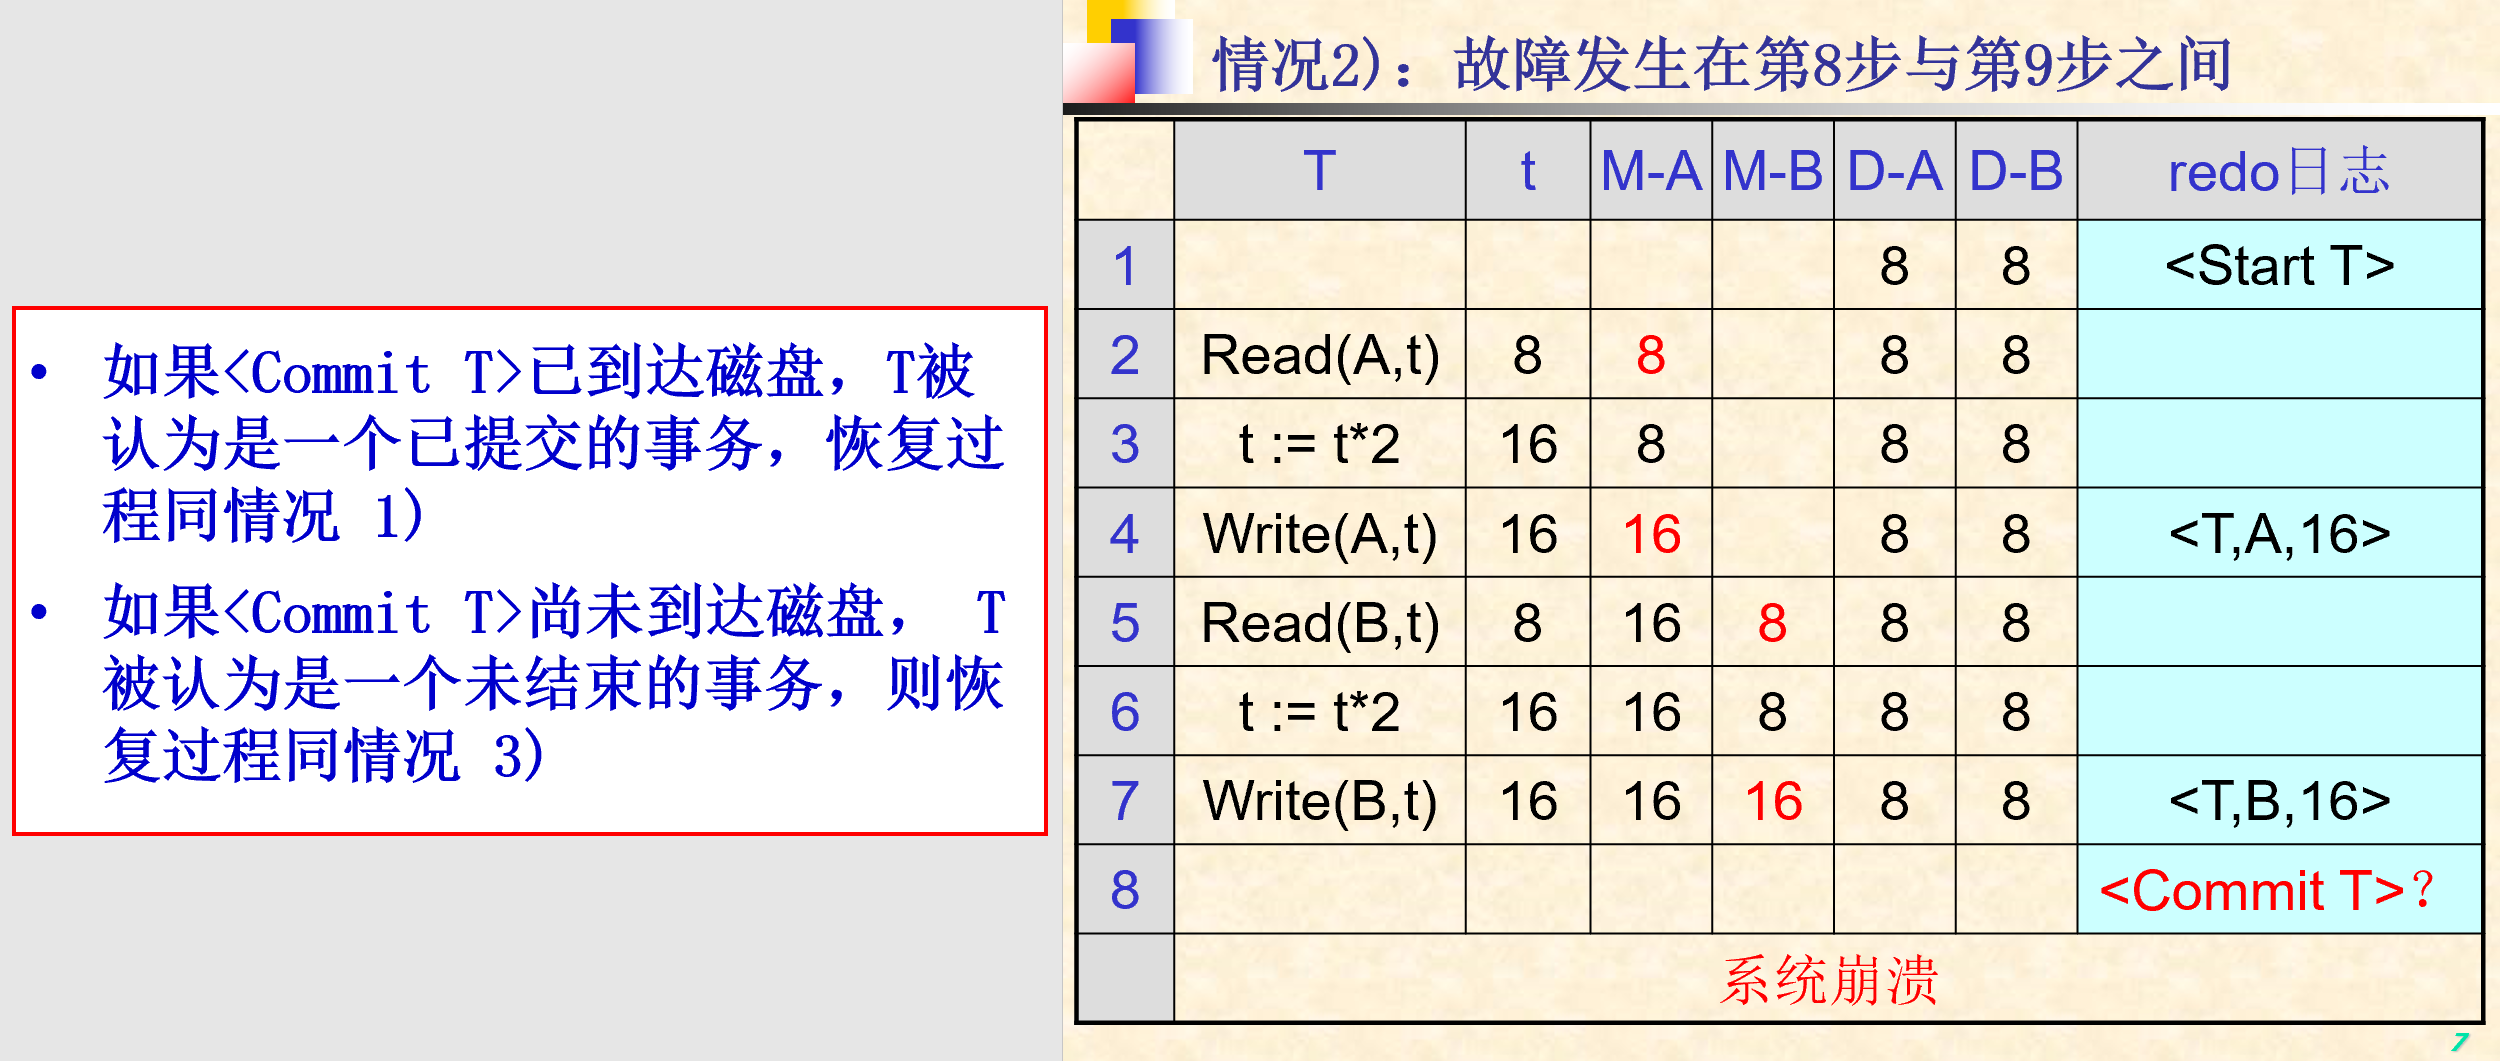 情况2)：故障发生在第8步与第9步之间
• 如果<Commit T>已到达磁盘，T被
认为是一个已提交的事务，恢复过
程同情况 1)
• 如果<Commit T>尚未到达磁盘， T
被认为是一个未结束的事务，则恢
复过程同情况 3)
T t M-A M-B D-A D-B redo日志
1 8 8 <Start T>
2 Read(A,t) 8 8 8 8
3 t := t*2 16 8 8 8
4 Write(A,t) 16 16 8 8 <T,A,16>
5 Read(B,t) 8 16 8 8 8
6 t := t*2 16 16 8 8 8
7 Write(B,t) 16 16 16 8 8 <T,B,16>
8 <Commit T>?
系统崩溃
7